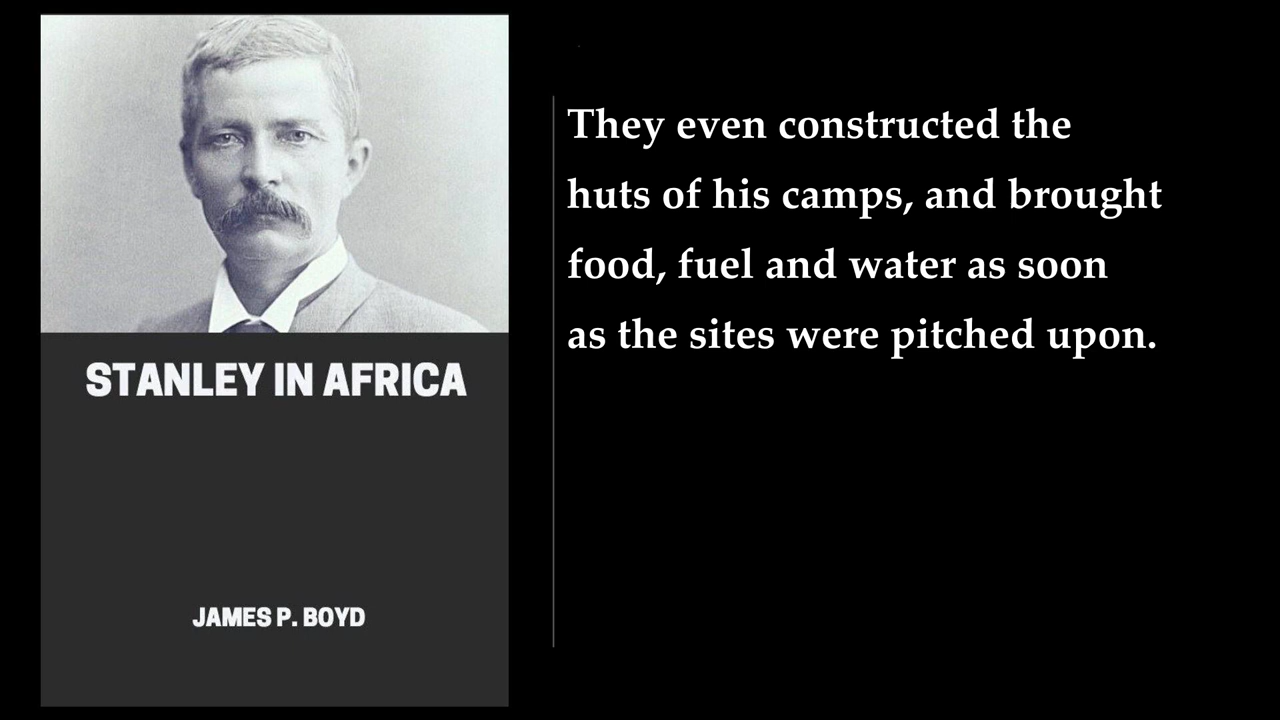 STANLEY IN AFRICA
JAMES P. BOYD
They even constructed the
huts of his camps, and brought
food, fuel and water as soon
as the sites were pitched upon.